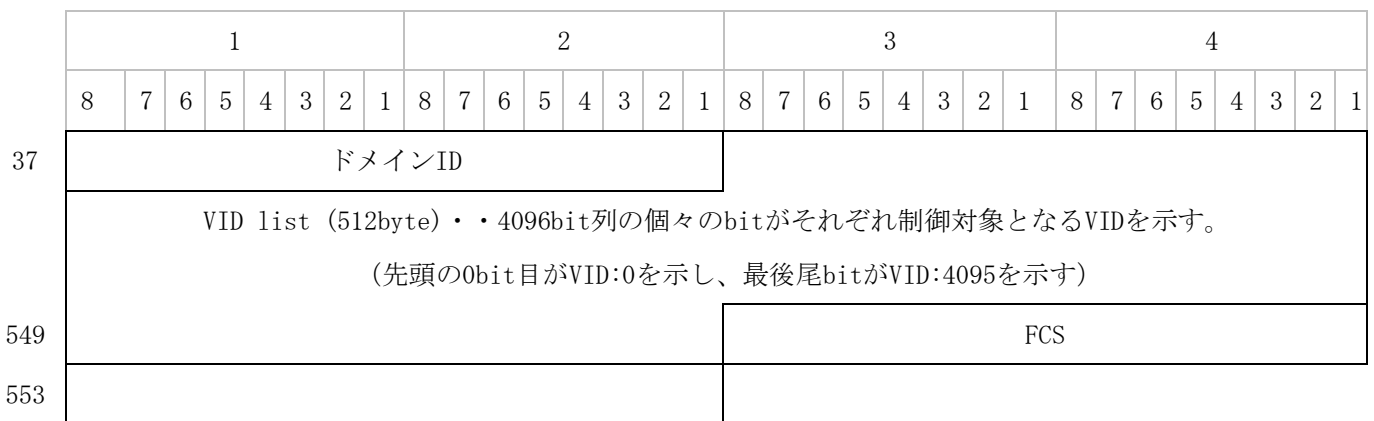 1 2 3 4
8 7 6 5 4 3 2 1 8 7 6 5 4 3 2 1 8 7 6 5 4 3 2 1 8 7 6 5 4 3 2 1
37 ドメインID
VID list (512byte)・・4096bit列の個々のbitがそれぞれ制御対象となるVIDを示す。
(先頭の0bit目がVID:0を示し、最後尾bitがVID:4095を示す)
549 FCS
553